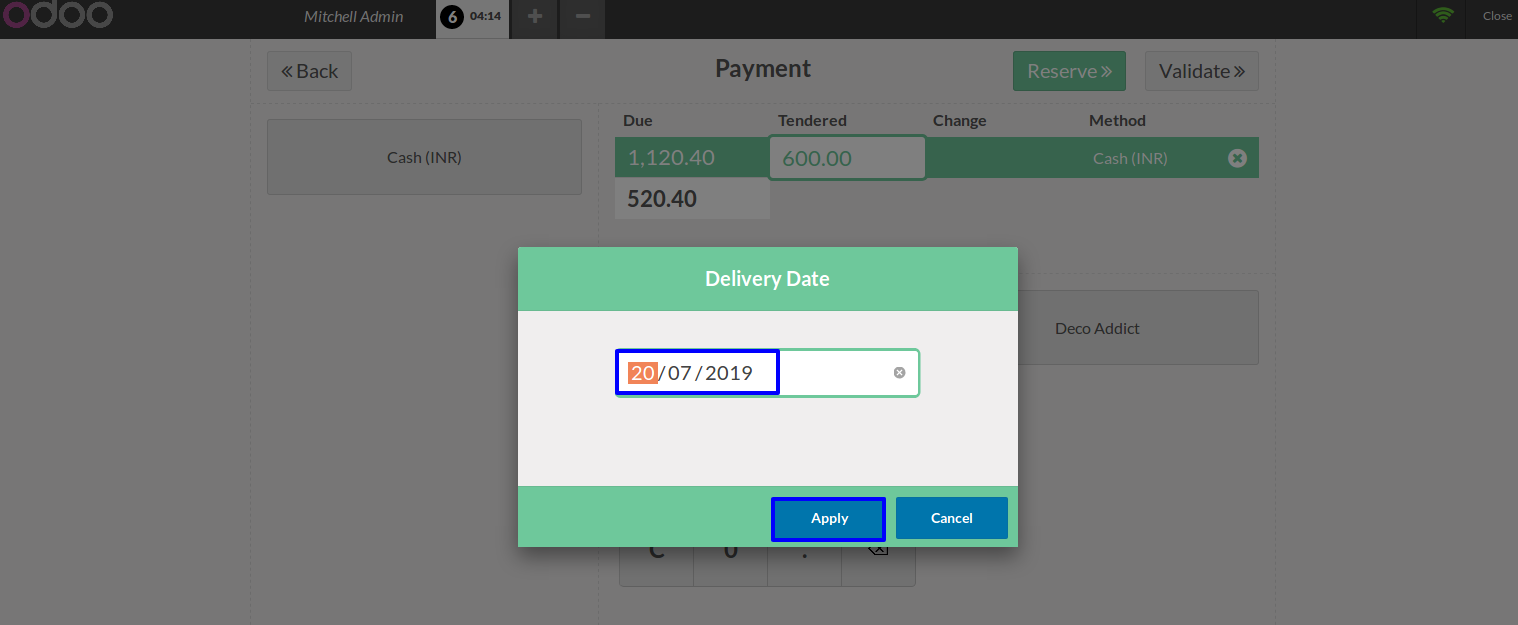 odoo
Mitchell Admin
6 04:14
+
−
Close
« Back
Payment
Reserve »
Validate »
Due Tendered Change Method
1,120.40 600.00 Cash (INR)
520.40
Cash (INR)
Delivery Date
Deco Addict
20/07/2019
Apply Cancel
C 0 .